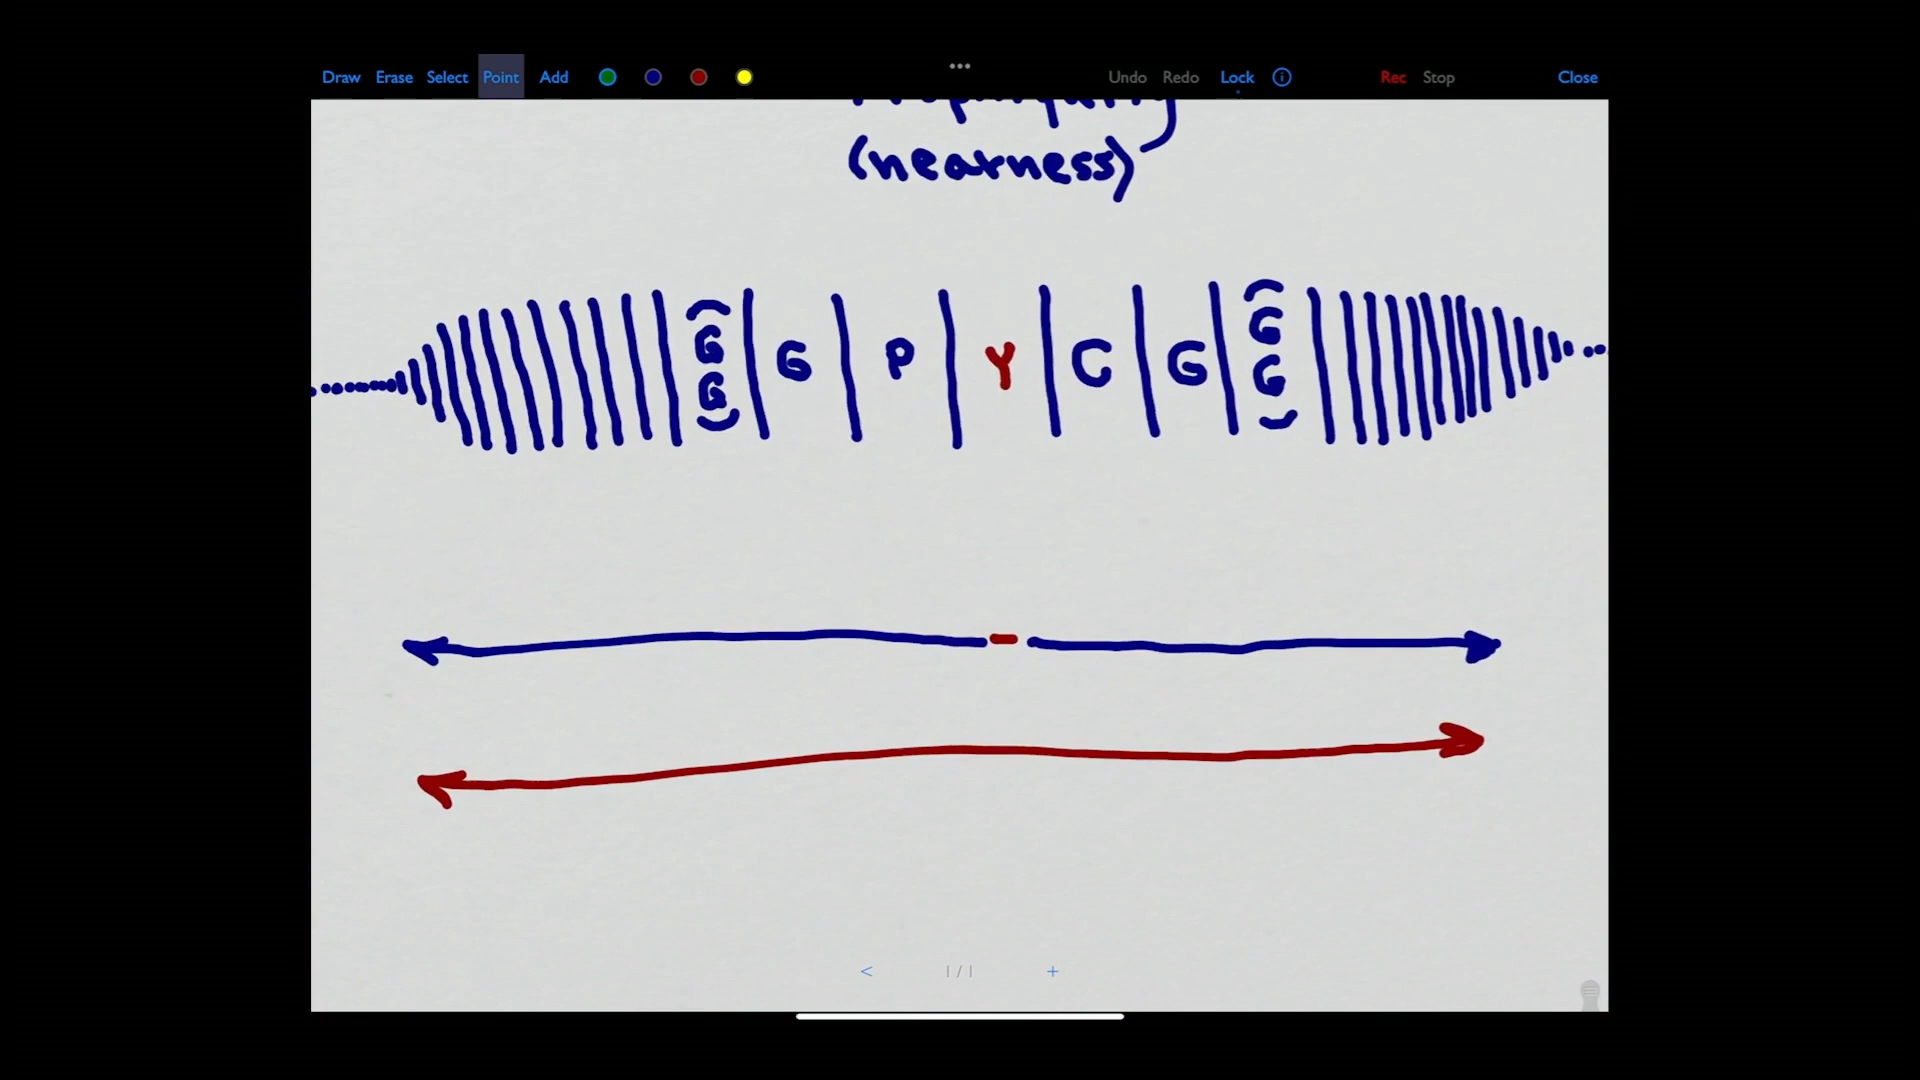 Draw Erase Select Point Add ••• Undo Redo Lock Rec Stop Close
(nearness)
G G G P Y C G G G
< 1 / 1 +